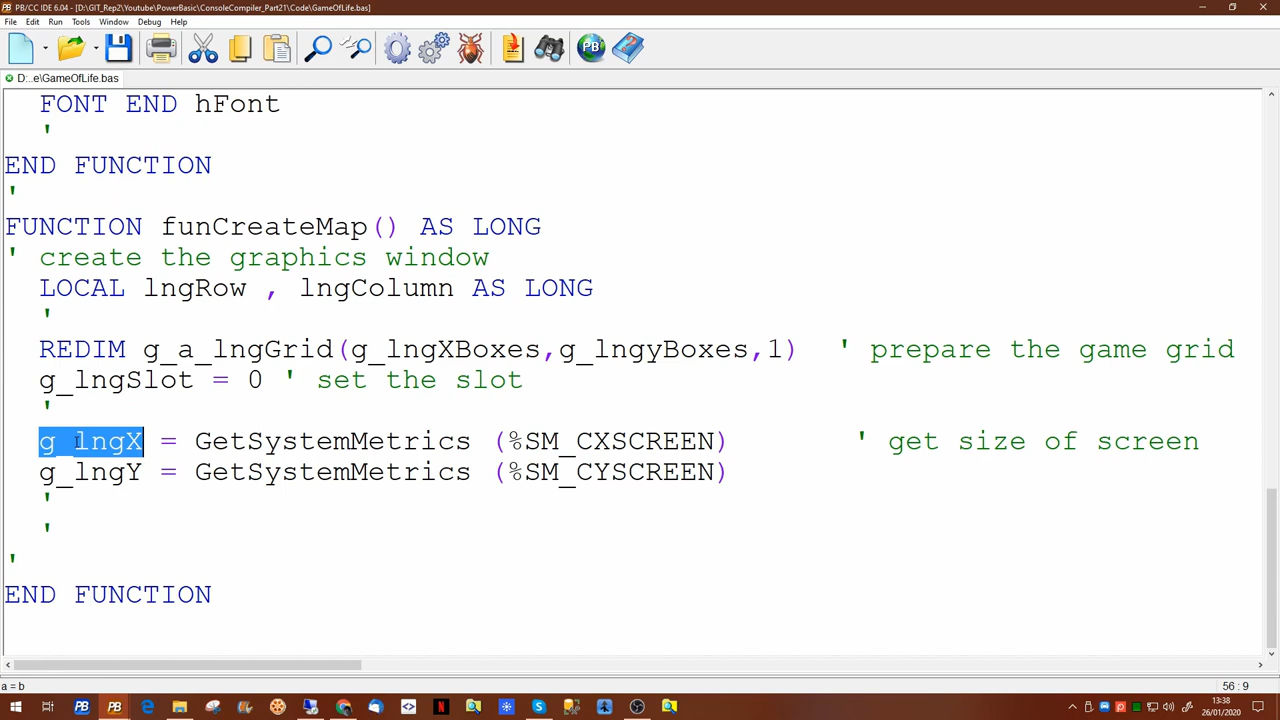 PB/CC IDE 6.04 - [D:\GIT_Rep2\Youtube\PowerBasic\ConsoleCompiler_Part21\Code\GameOfLife.bas]
File Edit Run Tools Window Debug Help
D:..e\GameOfLife.bas
FONT END hFont
'
END FUNCTION
'
FUNCTION funCreateMap() AS LONG
' create the graphics window
LOCAL lngRow , lngColumn AS LONG
'
REDIM g_a_lngGrid(g_lngXBoxes,g_lngyBoxes,1) ' prepare the game grid
g_lngSlot = 0 ' set the slot
'
g_lngX = GetSystemMetrics (%SM_CXSCREEN) ' get size of screen
g_lngY = GetSystemMetrics (%SM_CYSCREEN)
'
'
'
END FUNCTION
a = b 56 : 9
13:38
26/01/2020